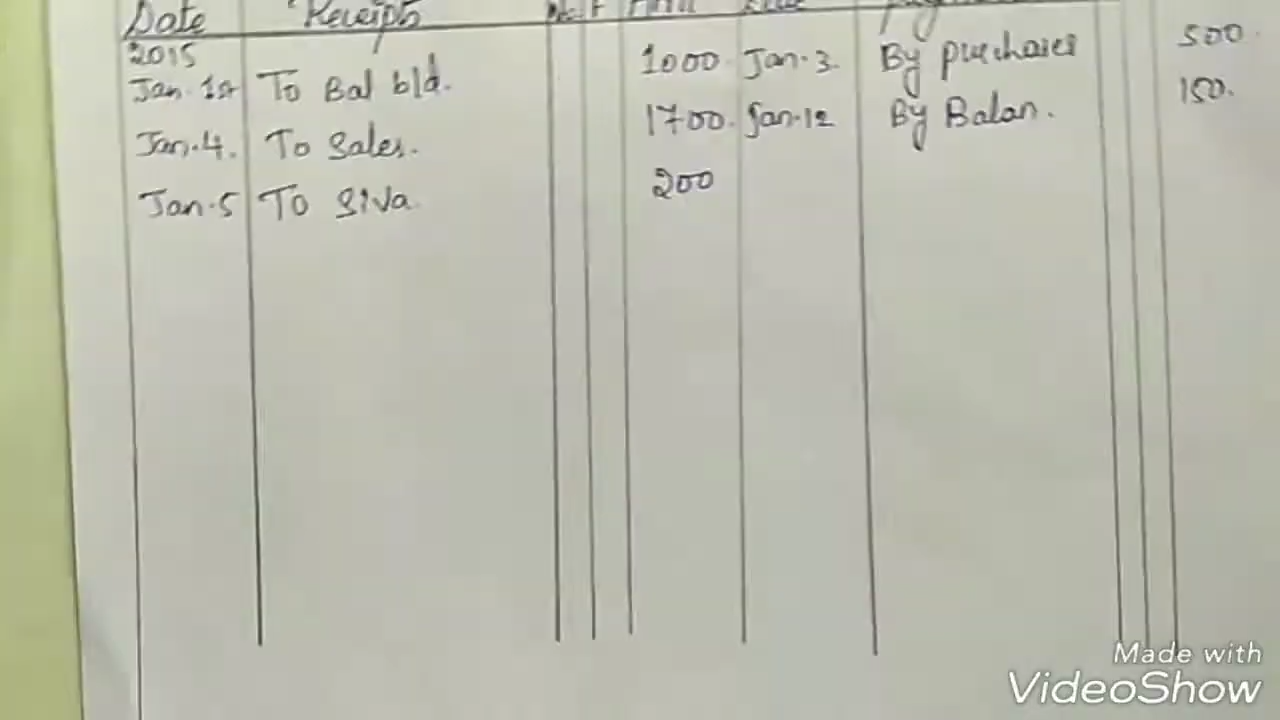 Date Receipts
2015
Jan. 1st To Bal b/d. 1000 Jan. 3. By purchases 500
Jan. 4. To Sales. 1700. Jan. 12 By Balan. 150.
Jan. 5 To Siva 200
Made with
VideoShow